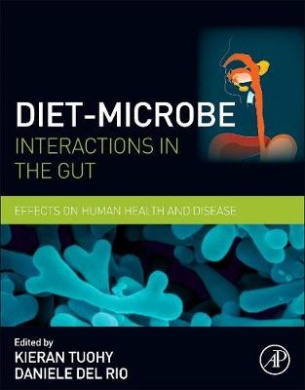 DIET-MICROBE
INTERACTIONS IN
THE GUT
EFFECTS ON HUMAN HEALTH AND DISEASE
Edited by
KIERAN TUOHY
DANIELE DEL RIO
AP